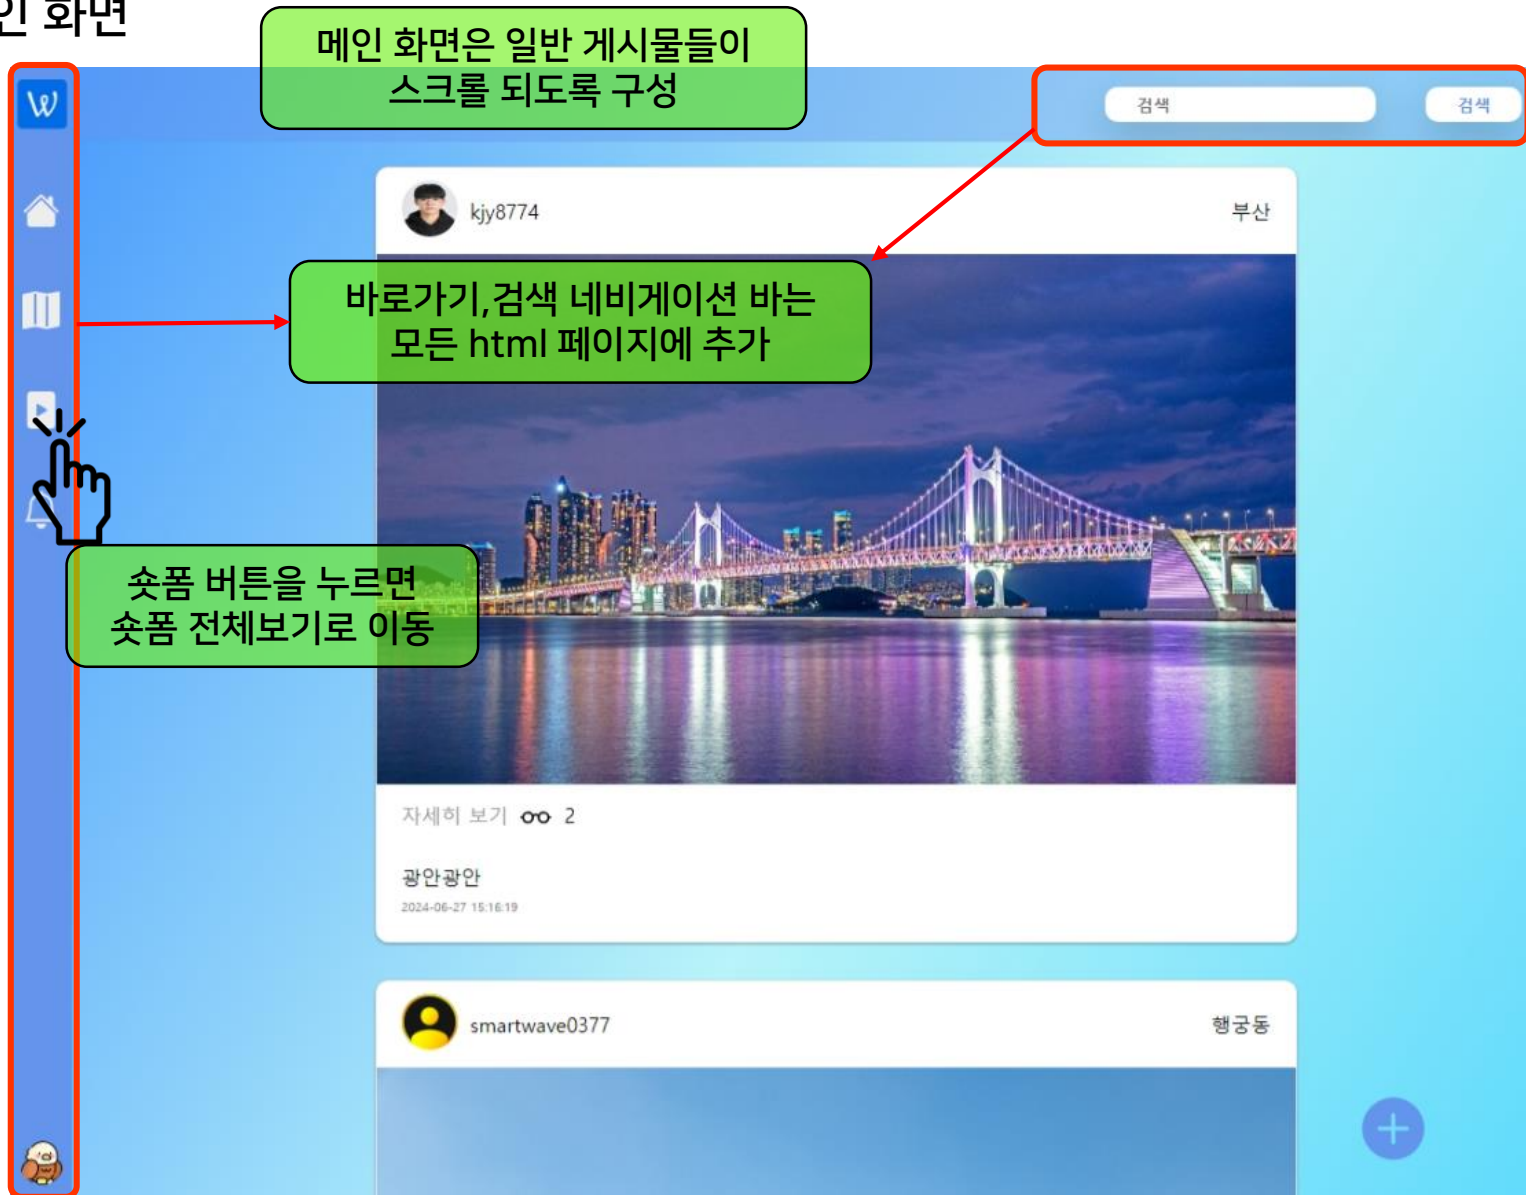 인 화면
메인 화면은 일반 게시물들이
스크롤 되도록 구성
W
검색
검색
kjy8774
부산
바로가기,검색 네비게이션 바는
모든 html 페이지에 추가
숏폼 버튼을 누르면
숏폼 전체보기로 이동
자세히 보기 2
광안광안
2024-06-27 15:16:19
smartwave0377
행궁동